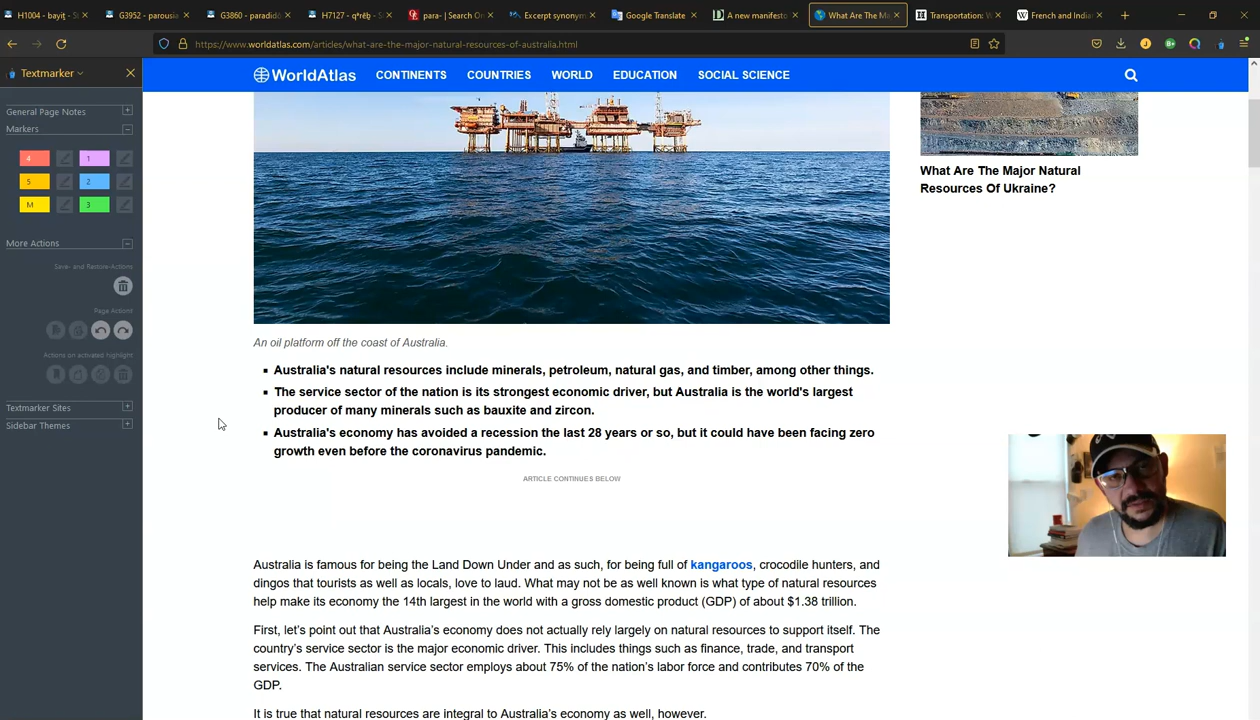 H1004 - bayiṯ - St
G3952 - parousia
G3860 - paradidō
H7127 - qᵉrēḇ - S
para- | Search On
Excerpt synonym
Google Translate
A new manifesto
What Are The Ma
Transportation: W
French and India
https://www.worldatlas.com/articles/what-are-the-major-natural-resources-of-australia.html
Textmarker
General Page Notes
Markers
4
1
5
2
M
3
More Actions
Save- and Restore-Actions
Page Actions
Actions on activated highlight
Textmarker Sites
Sidebar Themes
WorldAtlas CONTINENTS COUNTRIES WORLD EDUCATION SOCIAL SCIENCE
An oil platform off the coast of Australia.
▪ Australia's natural resources include minerals, petroleum, natural gas, and timber, among other things.
▪ The service sector of the nation is its strongest economic driver, but Australia is the world's largest
producer of many minerals such as bauxite and zircon.
▪ Australia's economy has avoided a recession the last 28 years or so, but it could have been facing zero
growth even before the coronavirus pandemic.
ARTICLE CONTINUES BELOW
Australia is famous for being the Land Down Under and as such, for being full of kangaroos, crocodile hunters, and
dingos that tourists as well as locals, love to laud. What may not be as well known is what type of natural resources
help make its economy the 14th largest in the world with a gross domestic product (GDP) of about $1.38 trillion.
First, let's point out that Australia's economy does not actually rely largely on natural resources to support itself. The
country's service sector is the major economic driver. This includes things such as finance, trade, and transport
services. The Australian service sector employs about 75% of the nation's labor force and contributes 70% of the
GDP.
It is true that natural resources are integral to Australia's economy as well, however.
What Are The Major Natural
Resources Of Ukraine?